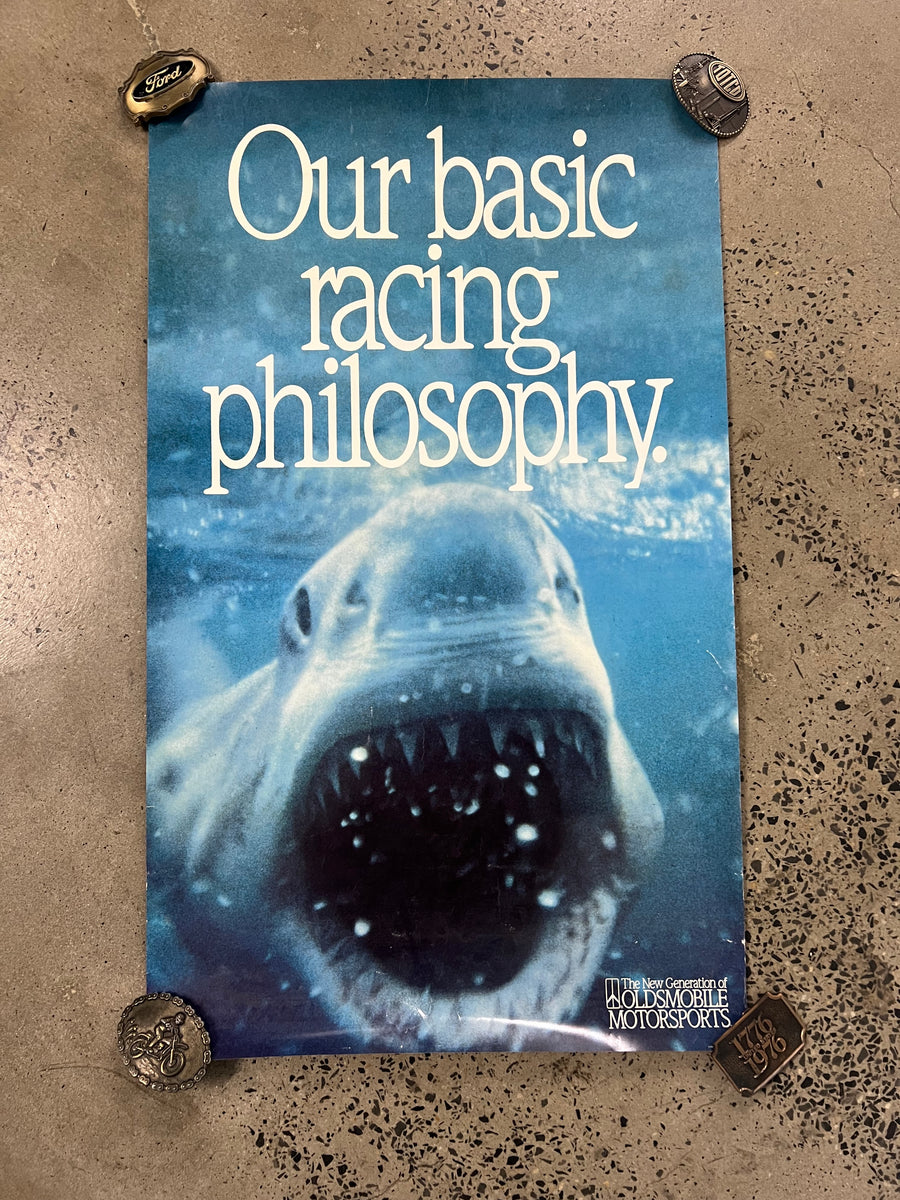 Ford
Our basic
racing
philosophy.
The New Generation of
OLDSMOBILE
MOTORSPORTS
1776
1976